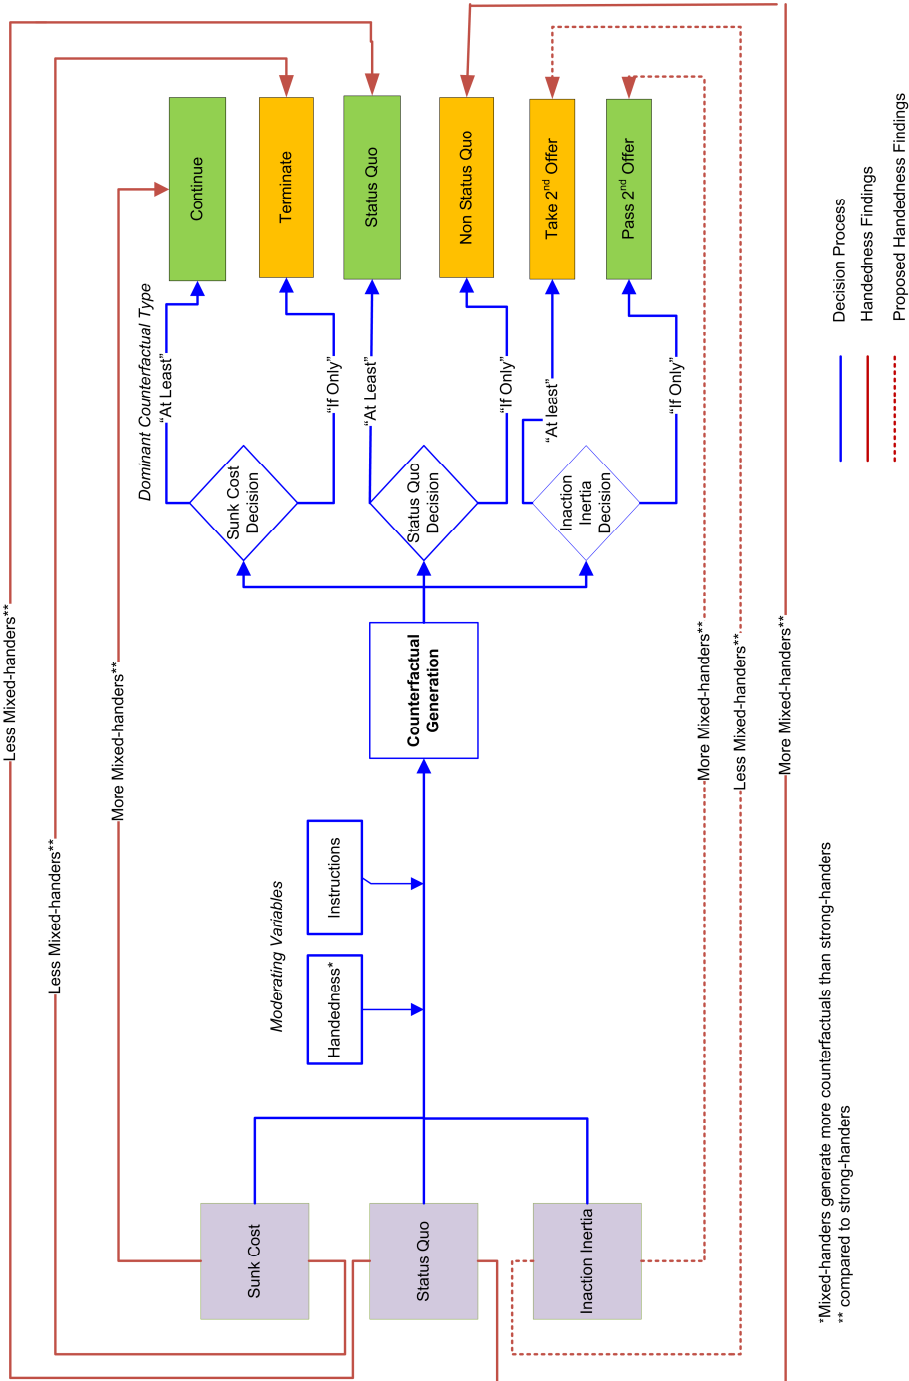 Less Mixed-handers**
Less Mixed-handers**
More Mixed-handers**
Dominant Counterfactual Type
Moderating Variables
Sunk Cost
Status Quo
Inaction Inertia
Handedness*
Instructions
Counterfactual
Generation
Sunk Cost
Decision
Status Quo
Decision
Inaction
Inertia
Decision
“At Least”
“If Only”
“At Least”
“If Only”
“At least”
“If Only”
Continue
Terminate
Status Quo
Non Status Quo
Take 2nd Offer
Pass 2nd Offer
More Mixed-handers**
Less Mixed-handers**
More Mixed-handers**
*Mixed-handers generate more counterfactuals than strong-handers
** compared to strong-handers
Decision Process
Handedness Findings
Proposed Handedness Findings